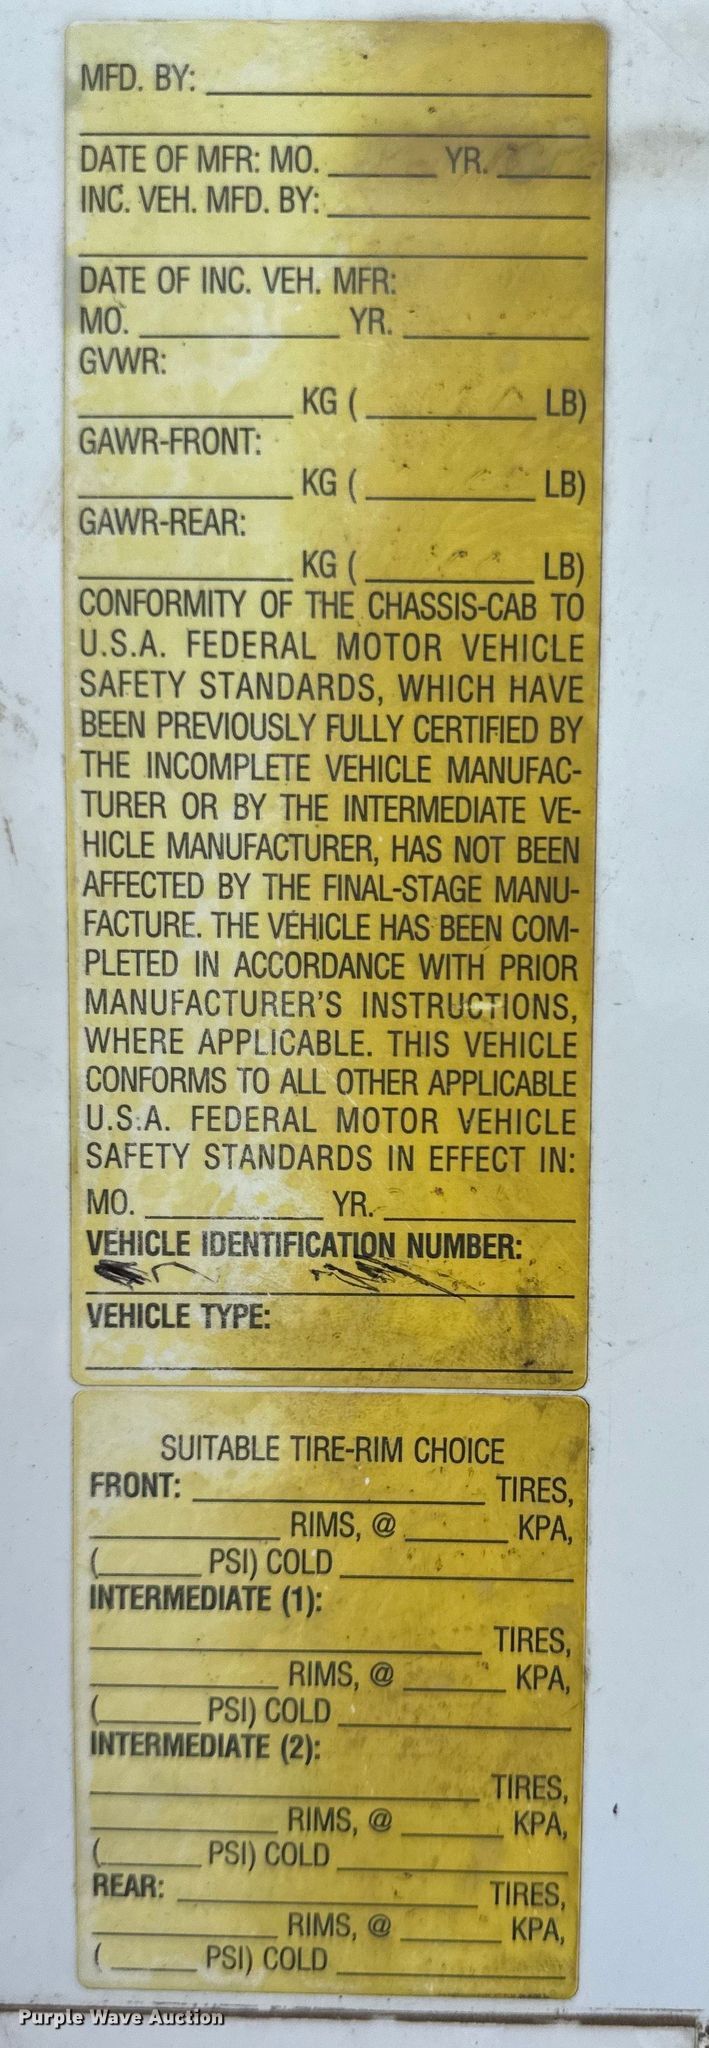 MFD. BY:
DATE OF MFR: MO. YR.
INC. VEH. MFD. BY:
DATE OF INC. VEH. MFR:
MO. YR.
GVWR:
KG ( LB)
GAWR-FRONT:
KG ( LB)
GAWR-REAR:
KG ( LB)
CONFORMITY OF THE CHASSIS-CAB TO
U.S.A. FEDERAL MOTOR VEHICLE
SAFETY STANDARDS, WHICH HAVE
BEEN PREVIOUSLY FULLY CERTIFIED BY
THE INCOMPLETE VEHICLE MANUFAC-
TURER OR BY THE INTERMEDIATE VE-
HICLE MANUFACTURER, HAS NOT BEEN
AFFECTED BY THE FINAL-STAGE MANU-
FACTURE. THE VEHICLE HAS BEEN COM-
PLETED IN ACCORDANCE WITH PRIOR
MANUFACTURER'S INSTRUCTIONS,
WHERE APPLICABLE. THIS VEHICLE
CONFORMS TO ALL OTHER APPLICABLE
U.S.A. FEDERAL MOTOR VEHICLE
SAFETY STANDARDS IN EFFECT IN:
MO. YR.
VEHICLE IDENTIFICATION NUMBER:
VEHICLE TYPE:
SUITABLE TIRE-RIM CHOICE
FRONT: TIRES,
RIMS, @ KPA,
( PSI) COLD
INTERMEDIATE (1):
TIRES,
RIMS, @ KPA,
( PSI) COLD
INTERMEDIATE (2):
TIRES,
RIMS, @ KPA,
( PSI) COLD
REAR: TIRES,
RIMS, @ KPA,
( PSI) COLD
Purple Wave Auction